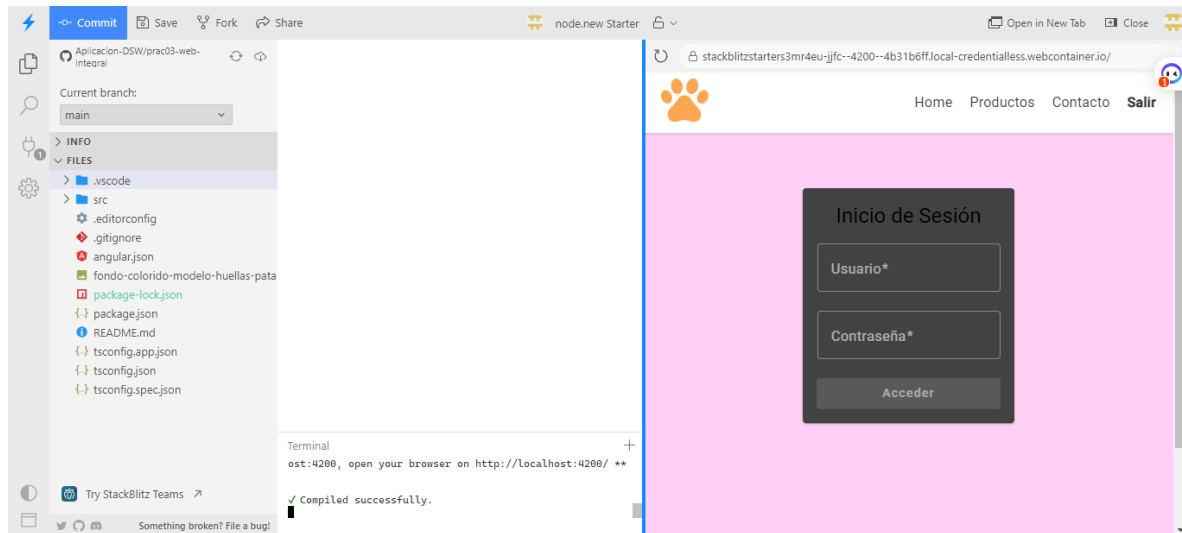 Commit Save Fork Share node.new Starter Open in New Tab Close
Aplicacion-DSW/prac03-web-
integral
Current branch:
main
INFO
FILES
.vscode
src
.editorconfig
.gitignore
angular.json
fondo-colorido-modelo-huellas-pata
package-lock.json
package.json
README.md
tsconfig.app.json
tsconfig.json
tsconfig.spec.json
Try StackBlitz Teams
Something broken? File a bug!
1
Terminal
ost:4200, open your browser on http://localhost:4200/ **
✓ Compiled successfully.
stackblitzstarters3mr4eu-jjfc--4200--4b31b6ff.local-credentialless.webcontainer.io/
1
Home Productos Contacto Salir
Inicio de Sesión
Usuario*
Contraseña*
Acceder